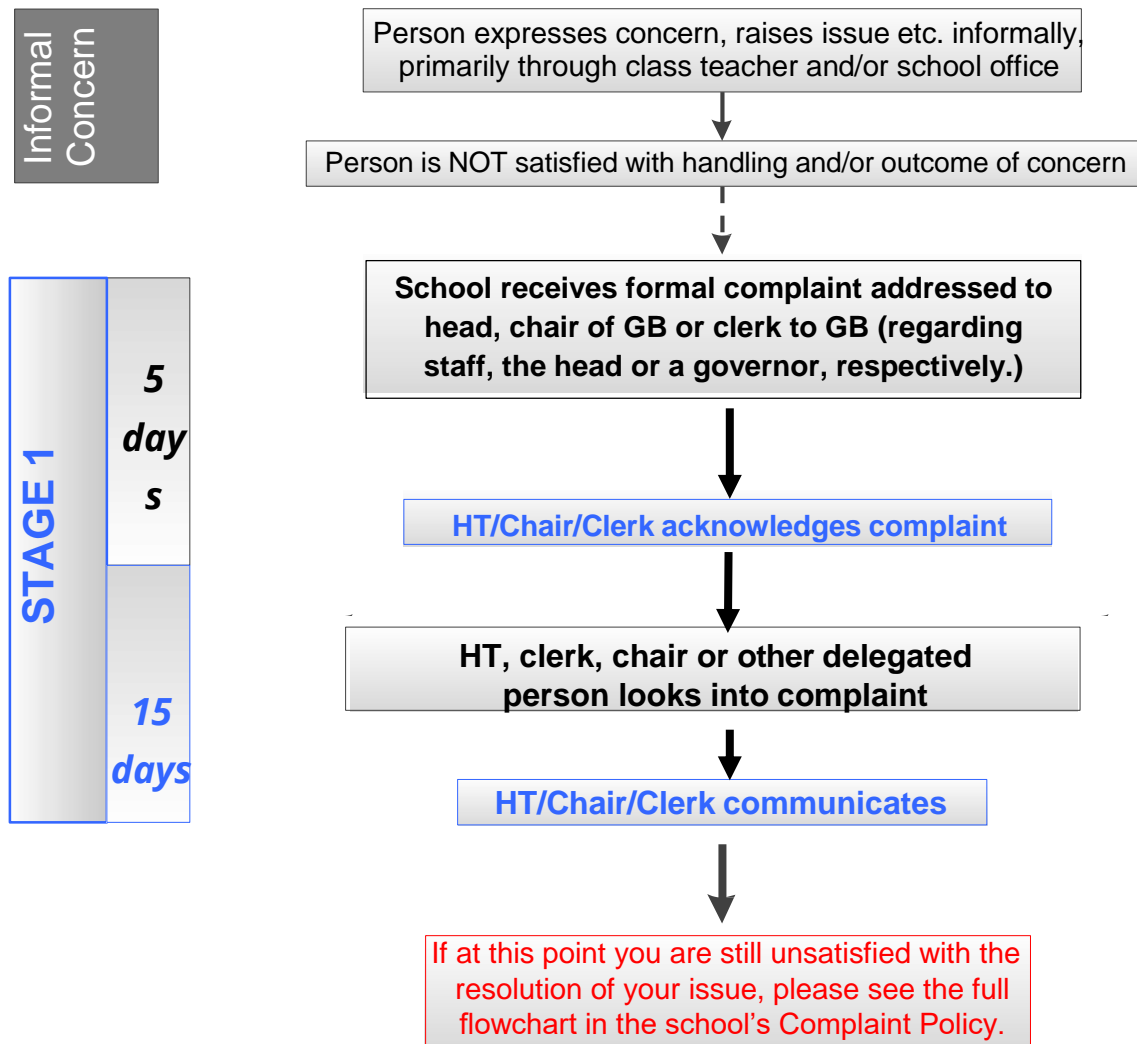 Informal
Concern
Person expresses concern, raises issue etc. informally,
primarily through class teacher and/or school office
Person is NOT satisfied with handling and/or outcome of concern
STAGE 1
5
day
s
School receives formal complaint addressed to
head, chair of GB or clerk to GB (regarding
staff, the head or a governor, respectively.)
HT/Chair/Clerk acknowledges complaint
15
days
HT, clerk, chair or other delegated
person looks into complaint
HT/Chair/Clerk communicates
If at this point you are still unsatisfied with the
resolution of your issue, please see the full
flowchart in the school’s Complaint Policy.